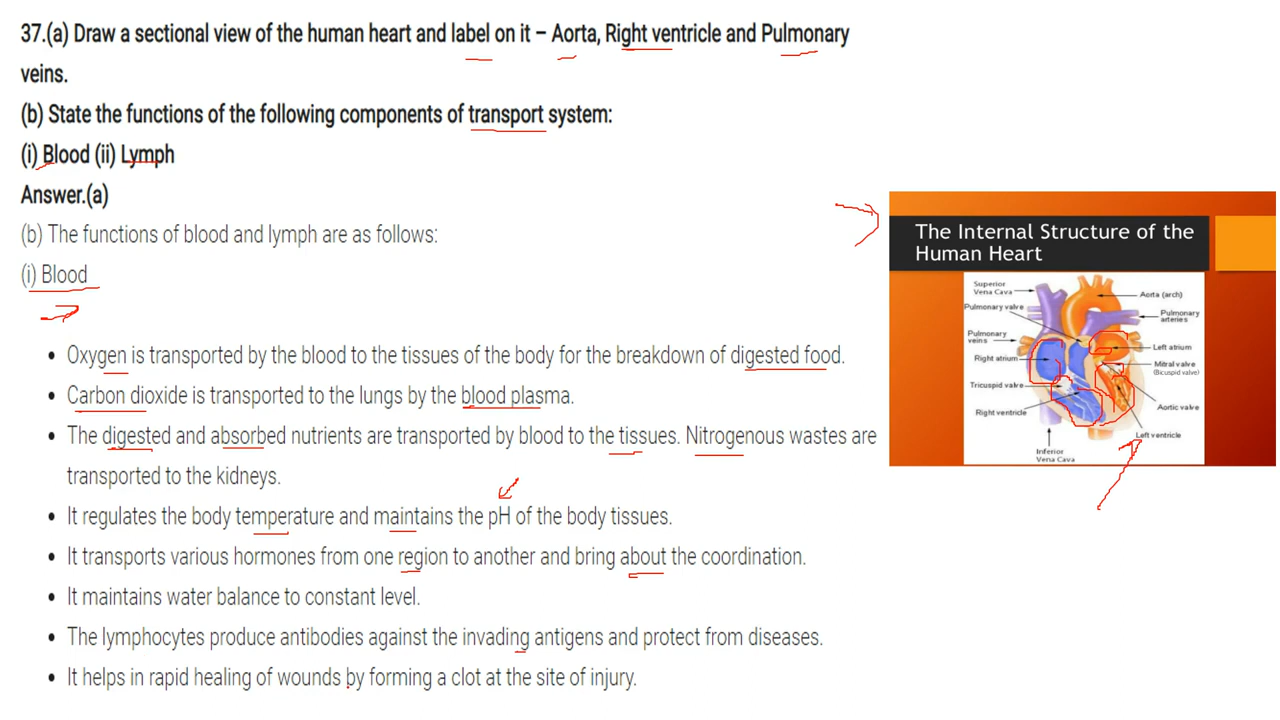 37.(a) Draw a sectional view of the human heart and label on it – Aorta, Right ventricle and Pulmonary
veins.
(b) State the functions of the following components of transport system:
(i) Blood (ii) Lymph
Answer.(a)
(b) The functions of blood and lymph are as follows:
(i) Blood
• Oxygen is transported by the blood to the tissues of the body for the breakdown of digested food.
• Carbon dioxide is transported to the lungs by the blood plasma.
• The digested and absorbed nutrients are transported by blood to the tissues. Nitrogenous wastes are
transported to the kidneys.
• It regulates the body temperature and maintains the pH of the body tissues.
• It transports various hormones from one region to another and bring about the coordination.
• It maintains water balance to constant level.
• The lymphocytes produce antibodies against the invading antigens and protect from diseases.
• It helps in rapid healing of wounds by forming a clot at the site of injury.
The Internal Structure of the
Human Heart
Superior
Vena Cava
Aorta (arch)
Pulmonary valve
Pulmonary
arteries
Pulmonary
veins
Left atrium
Right atrium
Mitral valve
(Bicuspid valve)
Tricuspid valve
Aortic valve
Right ventricle
Left ventricle
Inferior
Vena Cava